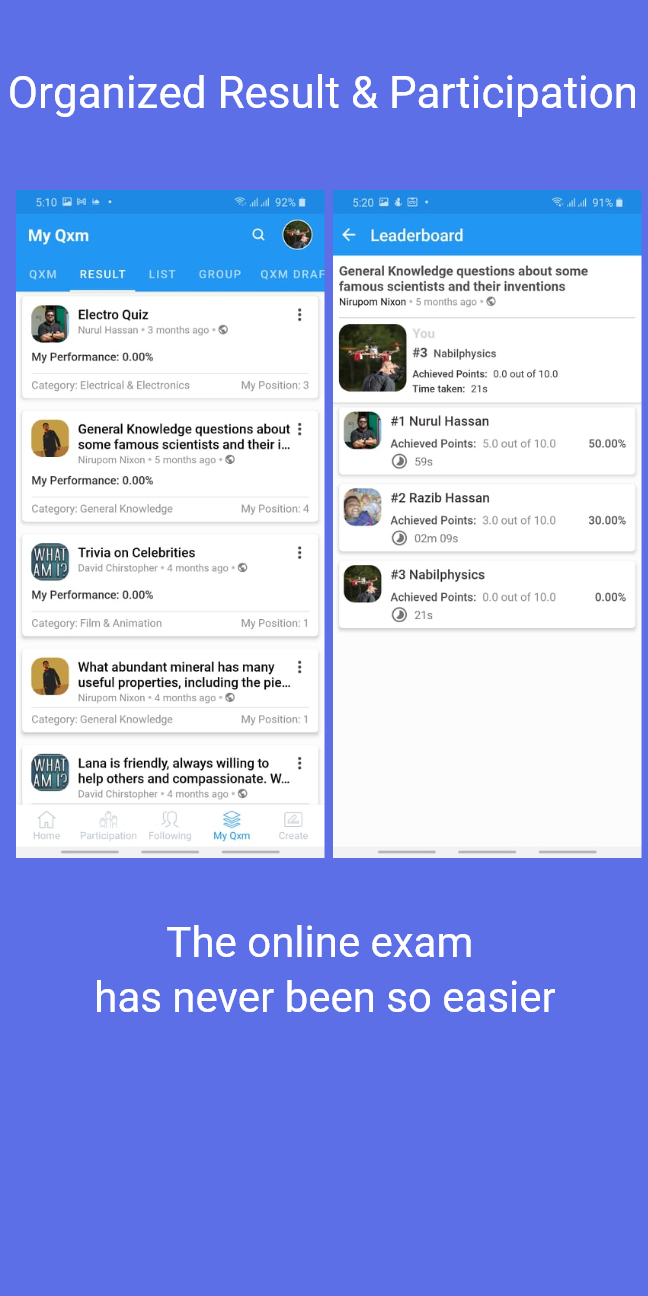 Organized Result & Participation
5:10
92%
My Qxm
QXM RESULT LIST GROUP QXM DRAF
Electro Quiz
Nurul Hassan • 3 months ago •
My Performance: 0.00%
Category: Electrical & Electronics My Position: 3
General Knowledge questions about
some famous scientists and their i...
Nirupom Nixon • 5 months ago •
My Performance: 0.00%
Category: General Knowledge My Position: 4
WHAT
AM I?
Trivia on Celebrities
David Chirstopher • 4 months ago •
My Performance: 0.00%
Category: Film & Animation My Position: 1
What abundant mineral has many
useful properties, including the pie...
Nirupom Nixon • 4 months ago •
Category: General Knowledge My Position: 1
WHAT
AM I?
Lana is friendly, always willing to
help others and compassionate. W...
David Chirstopher • 4 months ago •
Home Participation Following My Qxm Create
5:20
91%
Leaderboard
General Knowledge questions about some
famous scientists and their inventions
Nirupom Nixon • 5 months ago •
You
#3 Nabilphysics
Achieved Points: 0.0 out of 10.0
Time taken: 21s
#1 Nurul Hassan
Achieved Points: 5.0 out of 10.0 50.00%
59s
#2 Razib Hassan
Achieved Points: 3.0 out of 10.0 30.00%
02m 09s
#3 Nabilphysics
Achieved Points: 0.0 out of 10.0 0.00%
21s
The online exam
has never been so easier